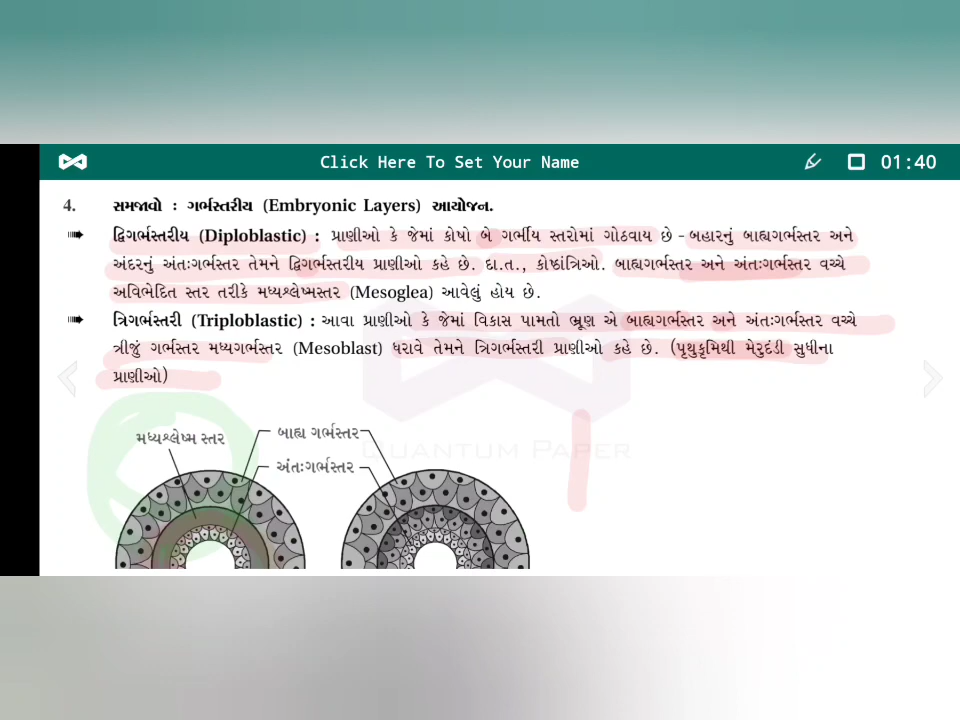 Click Here To Set Your Name
01:40
4. સમજાવો : ગર્ભસ્તરીય (Embryonic Layers) આયોજન.
દ્વિગર્ભસ્તરીય (Diploblastic) : પ્રાણીઓ કે જેમાં કોષો બે ગર્ભીય સ્તરોમાં ગોઠવાય છે - બહારનું બાહ્યગર્ભસ્તર અને
અંદરનું અંતઃગર્ભસ્તર તેમને દ્વિગર્ભસ્તરીય પ્રાણીઓ કહે છે. દા.ત., કોષ્ઠાંત્રિઓ. બાહ્યગર્ભસ્તર અને અંતઃગર્ભસ્તર વચ્ચે
અવિભેદિત સ્તર તરીકે મધ્યશ્લેષ્મસ્તર (Mesoglea) આવેલું હોય છે.
ત્રિગર્ભસ્તરી (Triploblastic) : આવા પ્રાણીઓ કે જેમાં વિકાસ પામતો ભ્રૂણ એ બાહ્યગર્ભસ્તર અને અંતઃગર્ભસ્તર વચ્ચે
ત્રીજું ગર્ભસ્તર મધ્યગર્ભસ્તર (Mesoblast) ધરાવે તેમને ત્રિગર્ભસ્તરી પ્રાણીઓ કહે છે. (પૃથુકૃમિથી મેરુદંડી સુધીના
પ્રાણીઓ)
મધ્યશ્લેષ્મ સ્તર
બાહ્ય ગર્ભસ્તર
QUANTUM PAPER
અંતઃગર્ભસ્તર